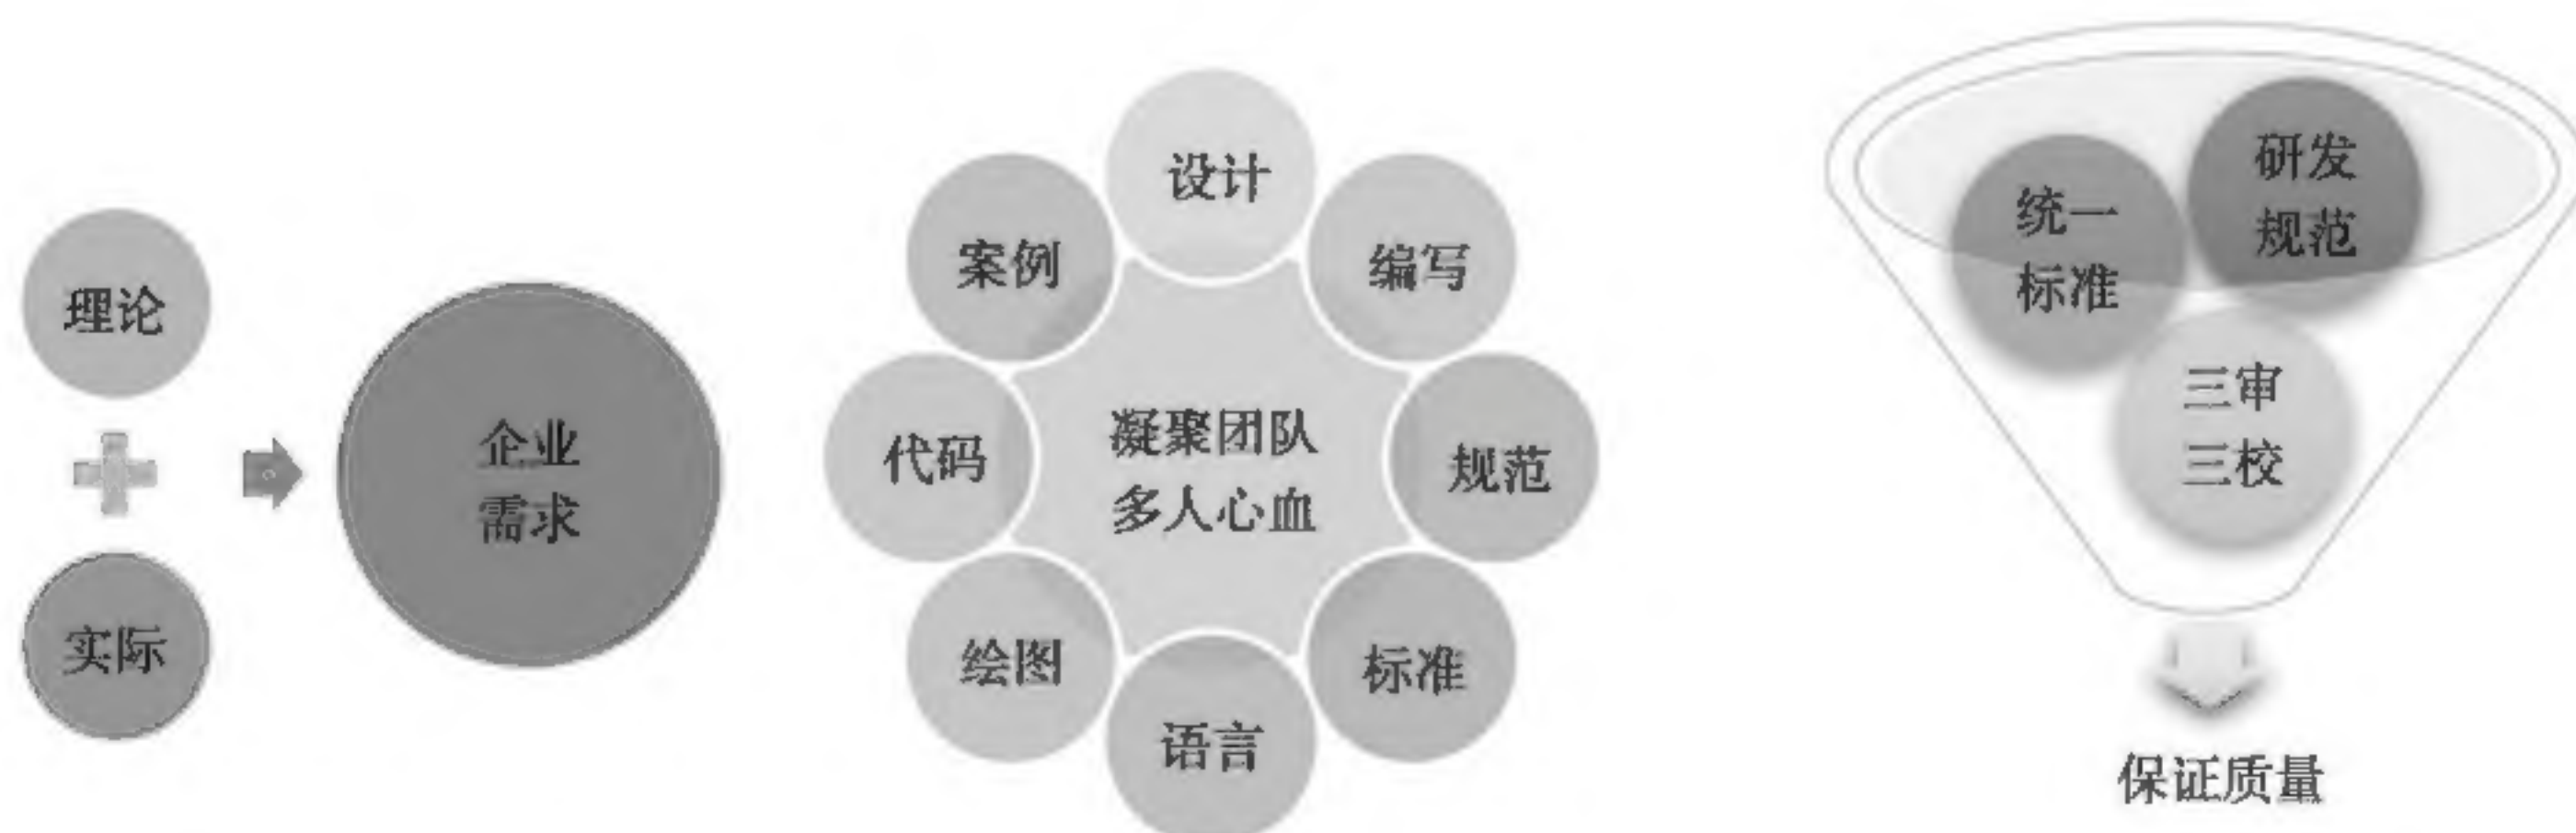 理论
实际
企业
需求
设计
编写
规范
标准
语言
绘图
代码
案例
凝聚团队
多人心血
统一
标准
研发
规范
三审
三校
保证质量